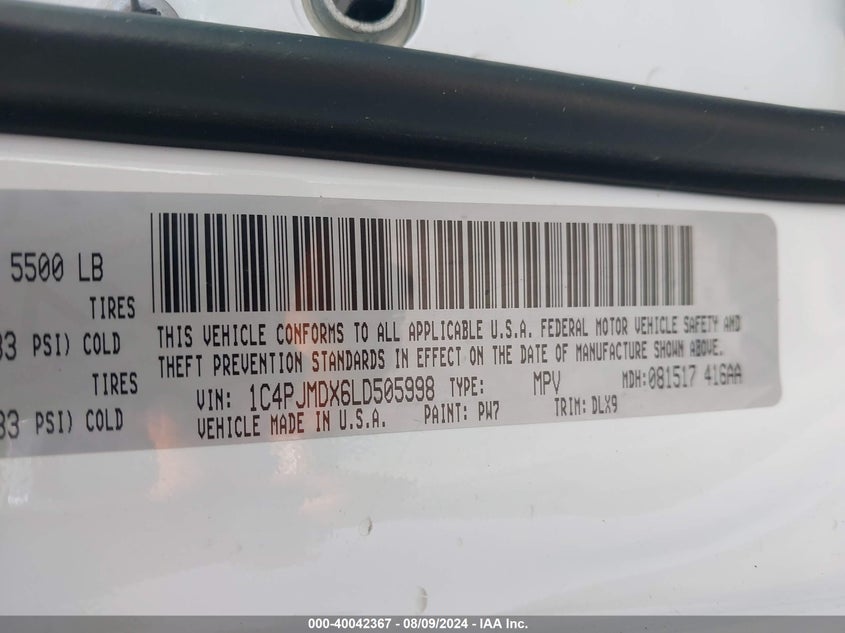 5500 LB
TIRES
33 PSI) COLD
TIRES
33 PSI) COLD
THIS VEHICLE CONFORMS TO ALL APPLICABLE U.S.A. FEDERAL MOTOR VEHICLE SAFETY AND
THEFT PREVENTION STANDARDS IN EFFECT ON THE DATE OF MANUFACTURE SHOWN ABOVE.
VIN: 1C4PJMDX6LD505998 TYPE: MPV MDH:081517 416AA
VEHICLE MADE IN U.S.A. PAINT: PW7 TRIM: DLX9
000-40042367 - 08/09/2024 - IAA Inc.